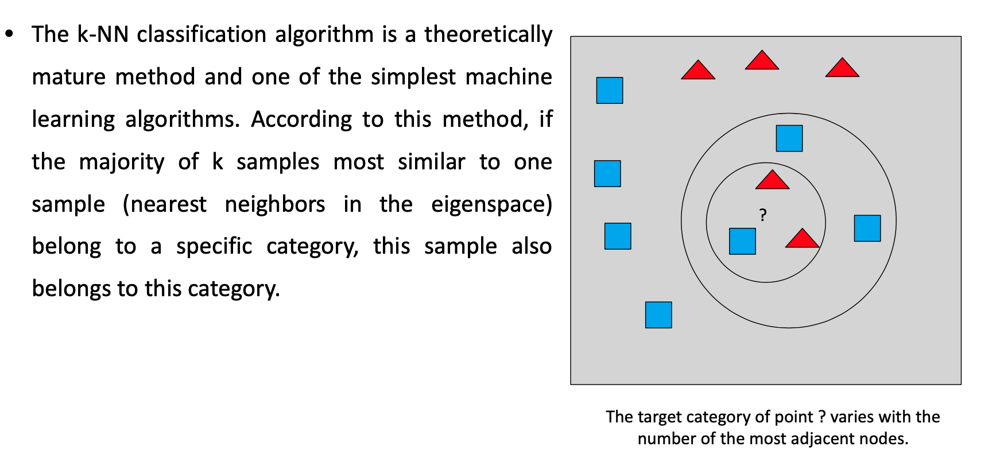 • The k-NN classification algorithm is a theoretically
mature method and one of the simplest machine
learning algorithms. According to this method, if
the majority of k samples most similar to one
sample (nearest neighbors in the eigenspace)
belong to a specific category, this sample also
belongs to this category.
?
The target category of point ? varies with the
number of the most adjacent nodes.